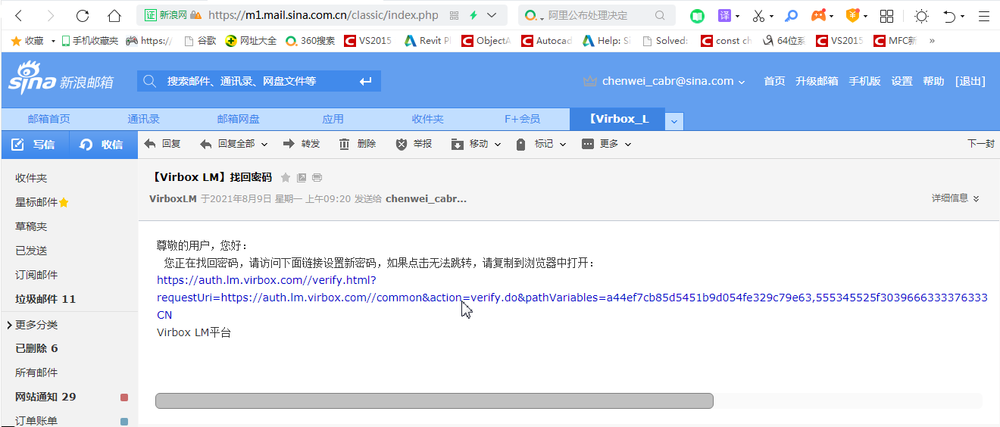 证 新浪网 https://m1.mail.sina.com.cn/classic/index.php 阿里公布处理决定 译
收藏 手机收藏夹 https:// 谷歌 网址大全 360搜索 VS2015 Revit Pl ObjectA Autocad Help: Si Solved: const ch 64位系 VS2015 MFC新 »
sina 新浪邮箱 搜索邮件、通讯录、网盘文件等 chenwei_cabr@sina.com 首页 升级邮箱 手机版 设置 帮助 [退出]
邮箱首页 通讯录 邮箱网盘 应用 收件夹 F+会员 【Virbox_L
写信 收信 回复 回复全部 转发 删除 举报 移动 标记 更多 下一封
收件夹
星标邮件
草稿夹
已发送
订阅邮件
垃圾邮件 11
更多分类
已删除 6
所有邮件
网站通知 29
订单账单
【Virbox LM】找回密码
VirboxLM 于2021年8月9日 星期一 上午09:20 发送给 chenwei_cabr... 详细信息
尊敬的用户，您好：
您正在找回密码，请访问下面链接设置新密码，如果点击无法跳转，请复制到浏览器中打开：
https://auth.lm.virbox.com//verify.html?
requestUri=https://auth.lm.virbox.com//common&action=verify.do&pathVariables=a44ef7cb85d5451b9d054fe329c79e63,555345525f3039666333376333
CN
Virbox LM平台